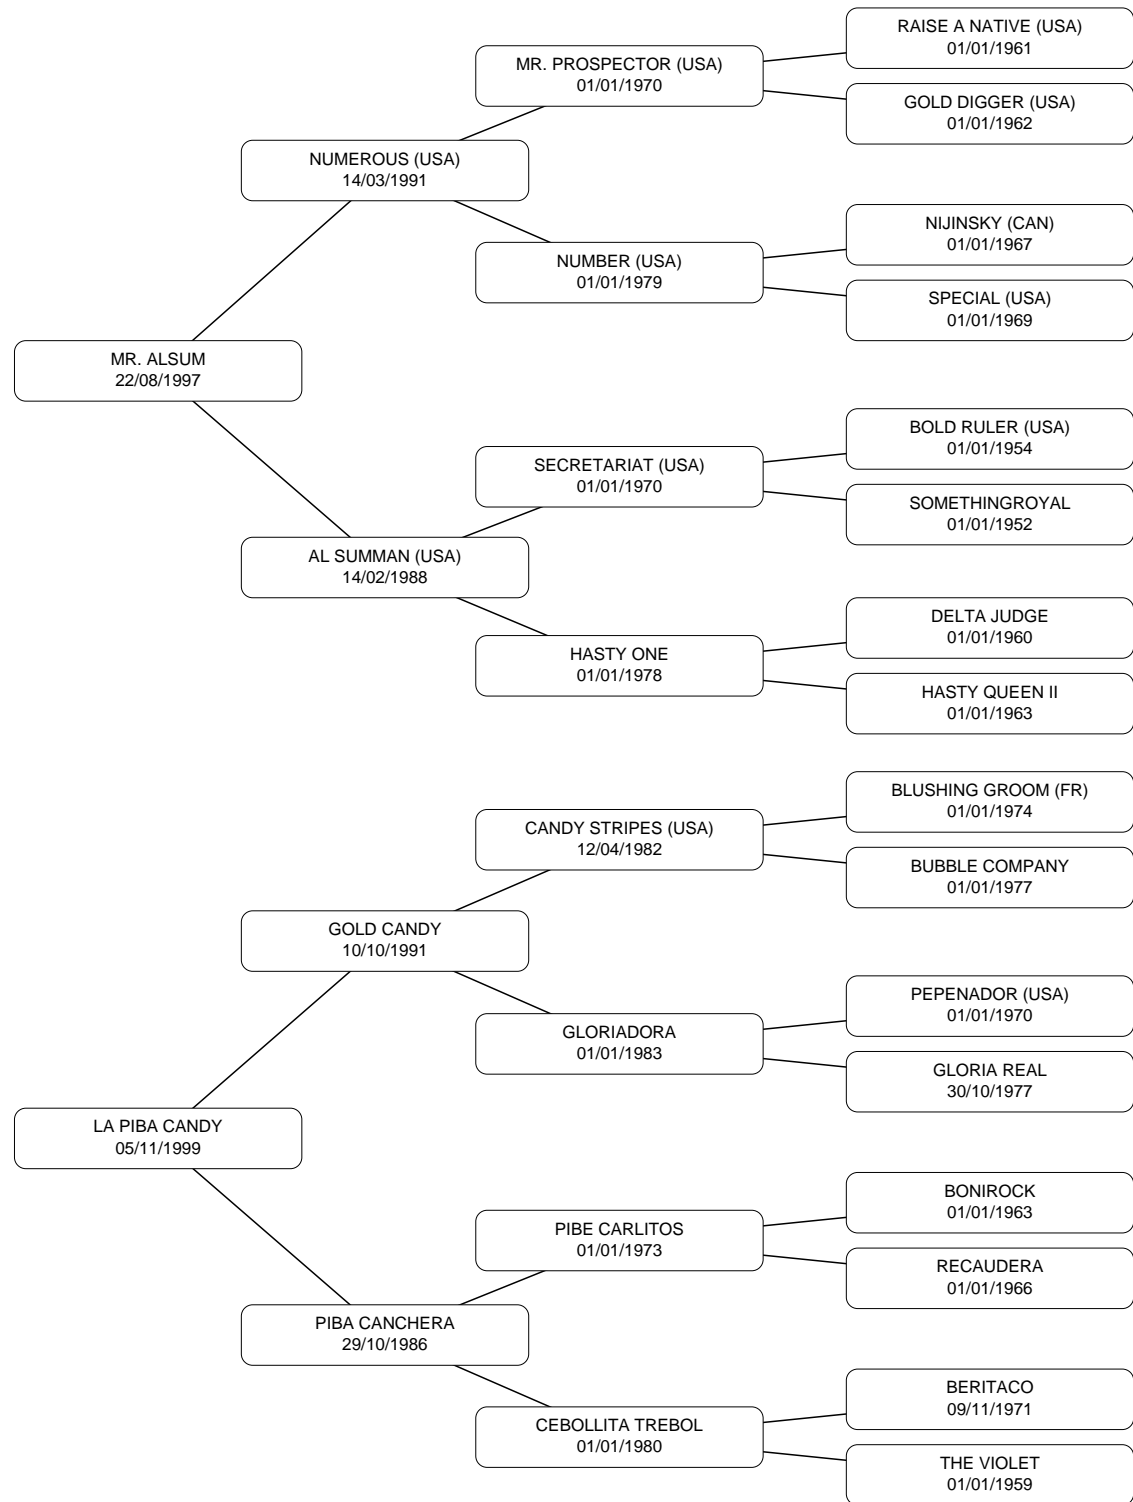 RAISE A NATIVE (USA)
01/01/1961
MR. PROSPECTOR (USA)
01/01/1970
GOLD DIGGER (USA)
01/01/1962
NUMEROUS (USA)
14/03/1991
NIJINSKY (CAN)
01/01/1967
NUMBER (USA)
01/01/1979
SPECIAL (USA)
01/01/1969
MR. ALSUM
22/08/1997
BOLD RULER (USA)
01/01/1954
SECRETARIAT (USA)
01/01/1970
SOMETHINGROYAL
01/01/1952
AL SUMMAN (USA)
14/02/1988
DELTA JUDGE
01/01/1960
HASTY ONE
01/01/1978
HASTY QUEEN II
01/01/1963
BLUSHING GROOM (FR)
01/01/1974
CANDY STRIPES (USA)
12/04/1982
BUBBLE COMPANY
01/01/1977
GOLD CANDY
10/10/1991
PEPENADOR (USA)
01/01/1970
GLORIADORA
01/01/1983
GLORIA REAL
30/10/1977
LA PIBA CANDY
05/11/1999
BONIROCK
01/01/1963
PIBE CARLITOS
01/01/1973
RECAUDERA
01/01/1966
PIBA CANCHERA
29/10/1986
BERITACO
09/11/1971
CEBOLLITA TREBOL
01/01/1980
THE VIOLET
01/01/1959